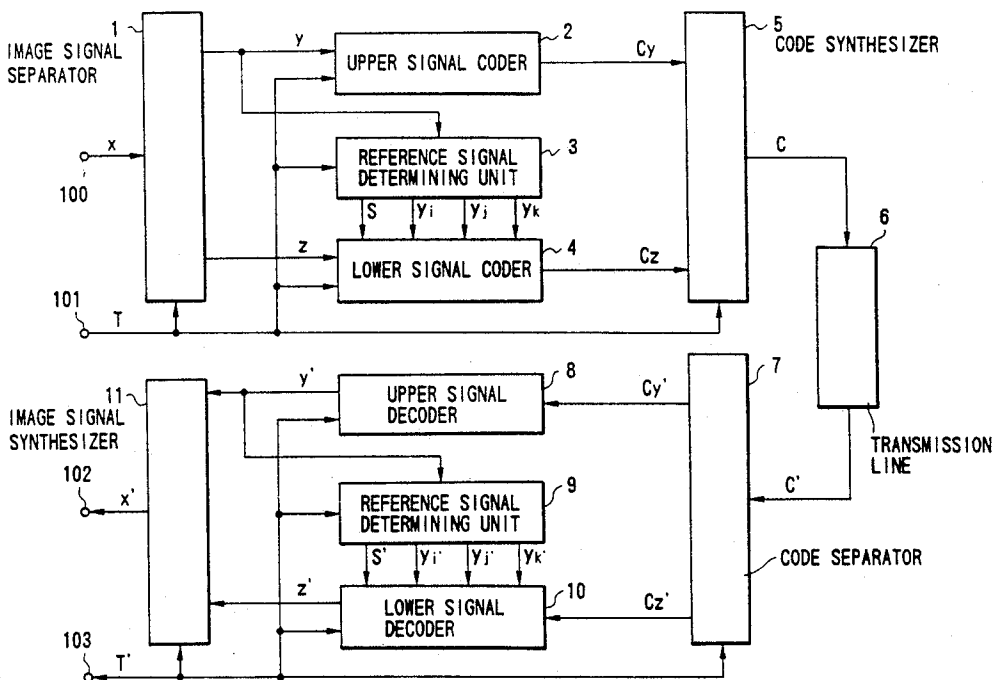 1
IMAGE SIGNAL
SEPARATOR
y
2
UPPER SIGNAL CODER
Cy
5
CODE SYNTHESIZER
x
100
3
REFERENCE SIGNAL
DETERMINING UNIT
S yi yj yk
C
6
z
4
LOWER SIGNAL CODER
Cz
101
T
11
IMAGE SIGNAL
SYNTHESIZER
y'
8
UPPER SIGNAL
DECODER
Cy'
7
TRANSMISSION
LINE
102
x'
9
REFERENCE SIGNAL
DETERMINING UNIT
S' yi' yj' yk'
C'
CODE SEPARATOR
z'
10
LOWER SIGNAL
DECODER
Cz'
103
T'